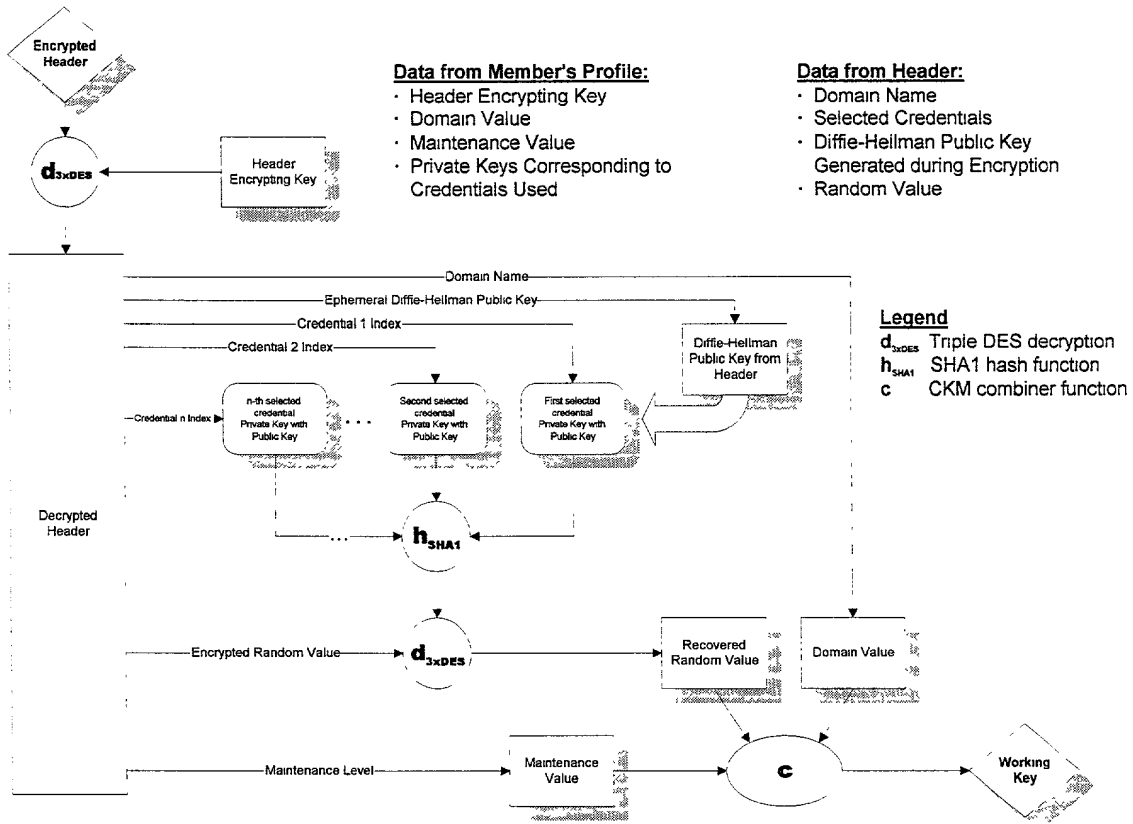 Encrypted
Header
Data from Member's Profile:
· Header Encrypting Key
· Domain Value
· Maintenance Value
· Private Keys Corresponding to
Credentials Used
Data from Header:
· Domain Name
· Selected Credentials
· Diffie-Hellman Public Key
Generated during Encryption
· Random Value
d3xDES
Header
Encrypting Key
Domain Name
Ephemeral Diffie-Hellman Public Key
Credential 1 Index
Credential 2 Index
Diffie-Hellman
Public Key from
Header
Legend
d3xDES Triple DES decryption
hSHA1 SHA1 hash function
c CKM combiner function
Credential n Index
n-th selected
credential
Private Key with
Public Key
...
Second selected
credential
Private Key with
Public Key
First selected
credential
Private Key with
Public Key
Decrypted
Header
...
hSHA1
Encrypted Random Value
d3xDES
Recovered
Random Value
Domain Value
Maintenance Level
Maintenance
Value
c
Working
Key